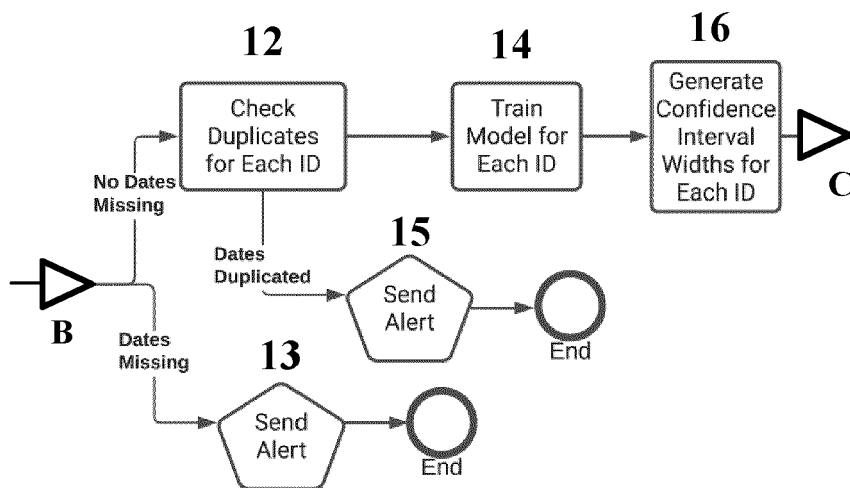 12
14
16
Check
Duplicates
for Each ID
Train
Model for
Each ID
Generate
Confidence
Interval
Widths for
Each ID
C
No Dates
Missing
B
Dates
Duplicated
15
Send
Alert
End
Dates
Missing
13
Send
Alert
End